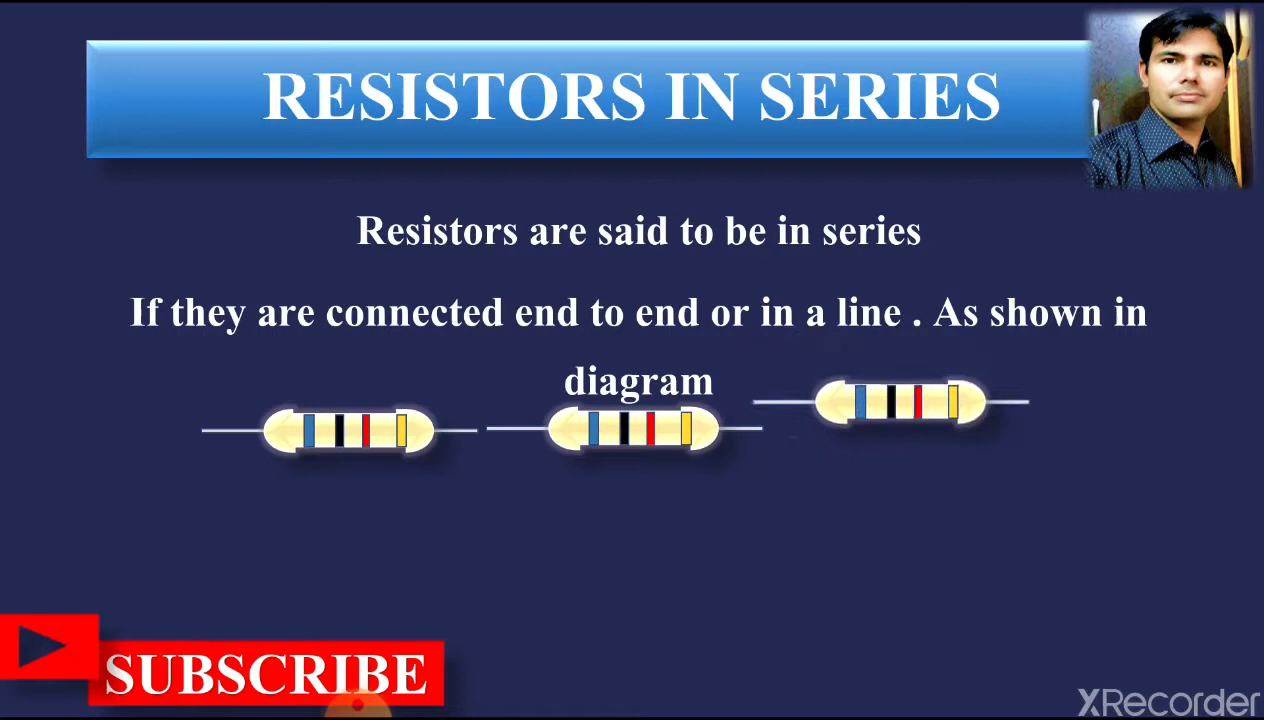 RESISTORS IN SERIES
Resistors are said to be in series
If they are connected end to end or in a line . As shown in
diagram
SUBSCRIBE
XRecorder